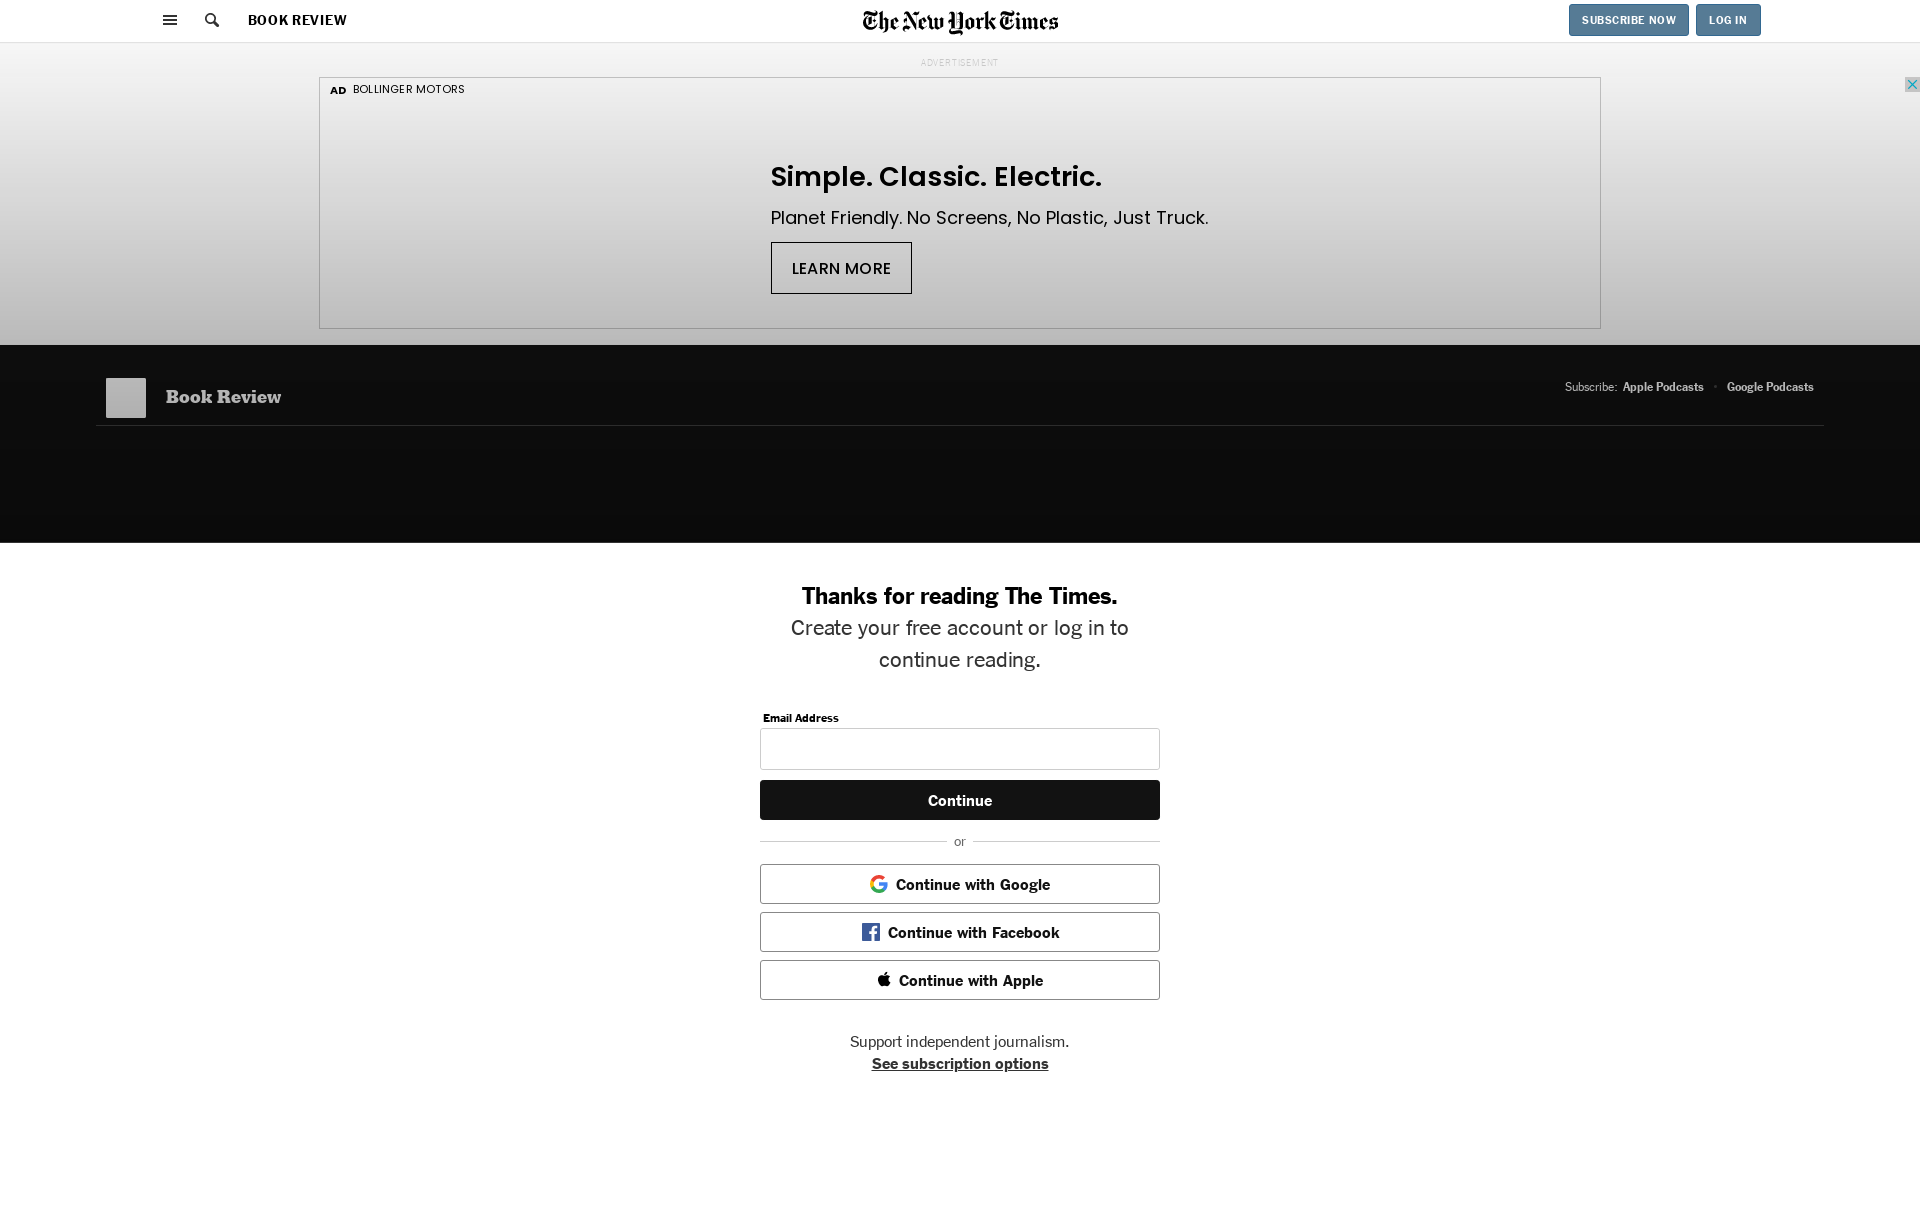 BOOK REVIEW
The New York Times
SUBSCRIBE NOW
LOG IN
ADVERTISEMENT
AD BOLLINGER MOTORS
Simple. Classic. Electric.
Planet Friendly. No Screens, No Plastic, Just Truck.
LEARN MORE
Book Review
Subscribe: Apple Podcasts • Google Podcasts
Thanks for reading The Times.
Create your free account or log in to
continue reading.
Email Address
Continue
or
Continue with Google
Continue with Facebook
Continue with Apple
Support independent journalism.
See subscription options